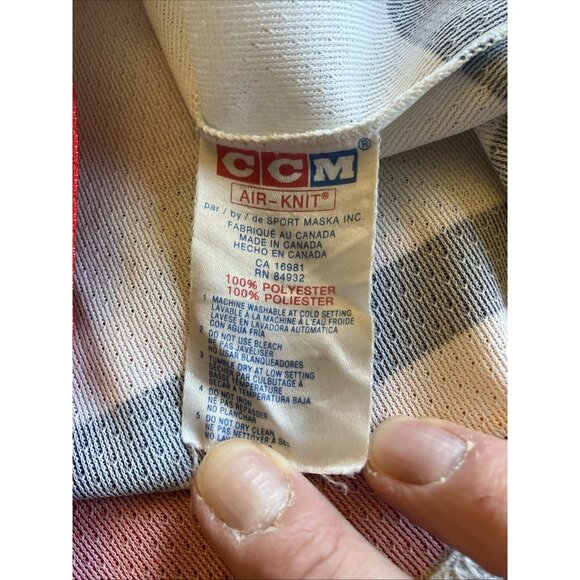 CCM®
AIR-KNIT®
par / by / de SPORT MASKA INC.
FABRIQUÉ AU CANADA
MADE IN CANADA
HECHO EN CANADA
CA 16981
RN 84932
100% POLYESTER
100% POLIESTER
1 MACHINE WASHABLE AT COLD SETTING
LAVABLE À LA MACHINE À L'EAU FROIDE
LAVESE EN LAVADORA AUTOMATICA
CON AGUA FRIA
2 DO NOT USE BLEACH
NE PAS JAVELISER
NO USAR BLANQUEADORES
3 TUMBLE DRY AT LOW SETTING
SÉCHER PAR CULBUTAGE À
BASSE TEMPÉRATURE
SECAR A TEMPERATURA BAJA
4 DO NOT IRON
NE PAS REPASSER
NO PLANCHAR
5 DO NOT DRY CLEAN
NE PAS NETTOYER À SE
NO LA